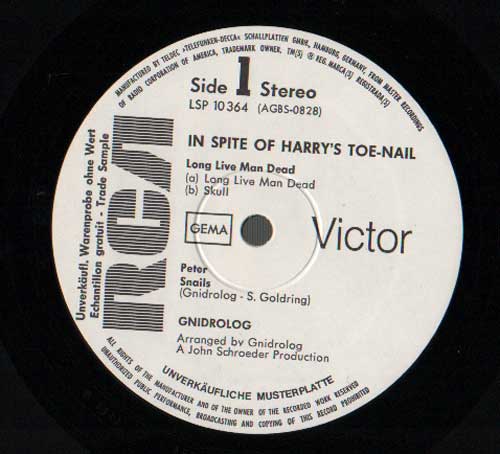 MANUFACTURED BY TELDEC »TELEFUNKEN-DECCA« SCHALLPLATTEN GMBH., HAMBURG, GERMANY, FROM MASTER RECORDINGS
OF RADIO CORPORATION OF AMERICA, TRADEMARK OWNER. TM(S) ® REG. MARCA(S) REGISTRADA(S)
Side 1 Stereo
LSP 10364 (AGBS-0828)
IN SPITE OF HARRY'S TOE-NAIL
Long Live Man Dead
(a) Long Live Man Dead
(b) Skull
GEMA
Victor
RCA
Unverkäufl. Warenprobe ohne Wert
Echantillon gratuit - Trade Sample
Peter
Snails
(Gnidrolog - S. Goldring)
GNIDROLOG
Arranged by Gnidrolog
A John Schroeder Production
UNVERKÄUFLICHE MUSTERPLATTE
ALL RIGHTS OF THE MANUFACTURER AND OF THE OWNER OF THE RECORDED WORK RESERVED
UNAUTHORIZED PUBLIC PERFORMANCE, BROADCASTING AND COPYING OF THIS RECORD PROHIBITED